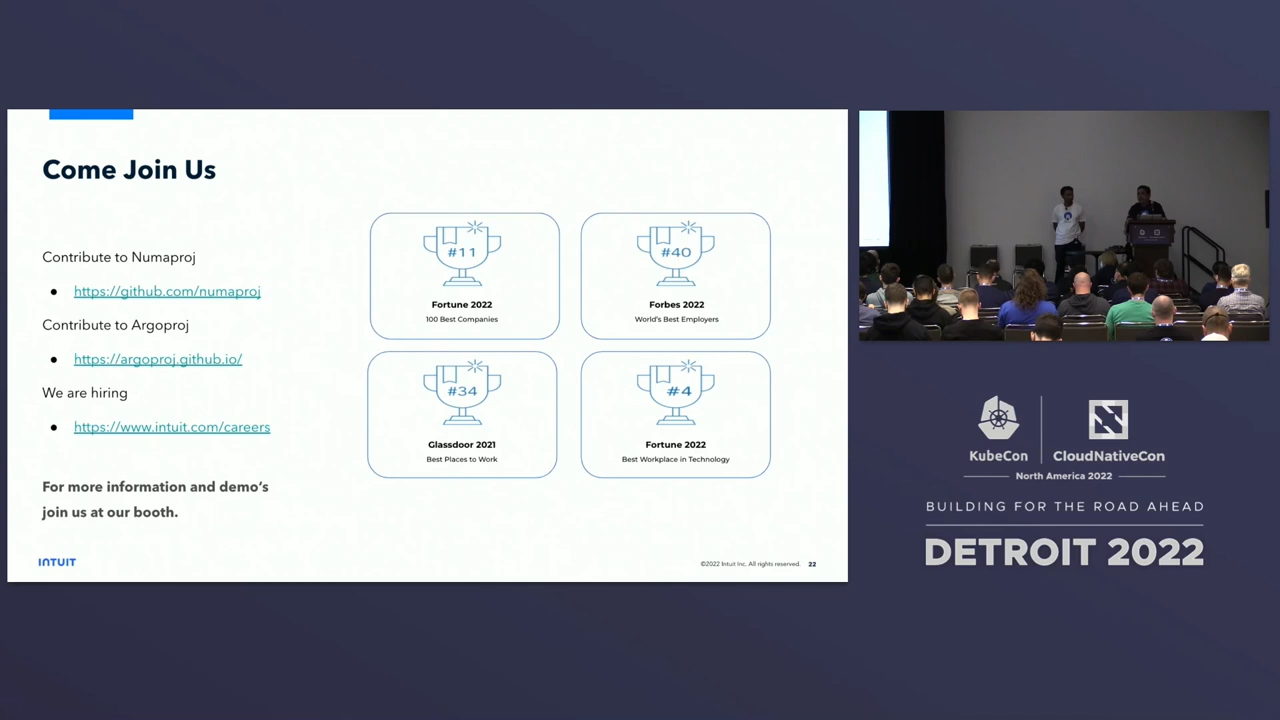 Come Join Us
Contribute to Numaproj
● https://github.com/numaproj
Contribute to Argoproj
● https://argoproj.github.io/
We are hiring
● https://www.intuit.com/careers
For more information and demo's
join us at our booth.
#11
Fortune 2022
100 Best Companies
#40
Forbes 2022
World's Best Employers
#34
Glassdoor 2021
Best Places to Work
#4
Fortune 2022
Best Workplace in Technology
INTUIT
©2022 Intuit Inc. All rights reserved. 22
KubeCon
CloudNativeCon
North America 2022
BUILDING FOR THE ROAD AHEAD
DETROIT 2022